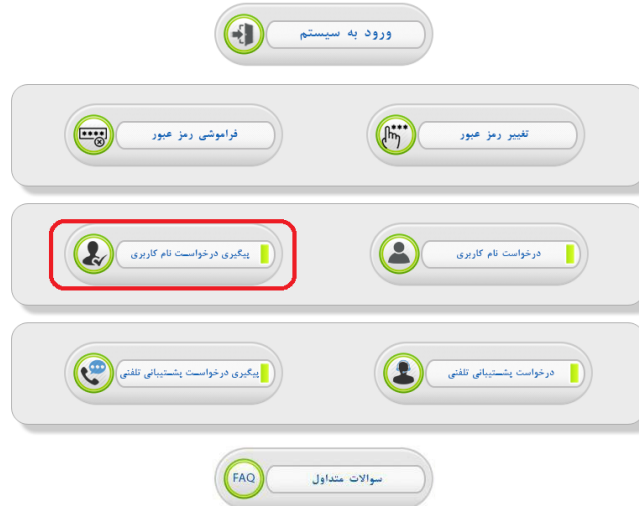 ورود به سیستم
تغییر رمز عبور
فراموشی رمز عبور
درخواست نام کاربری
پیگیری درخواست نام کاربری
درخواست پشتیبانی تلفنی
پیگیری درخواست پشتیبانی تلفنی
سوالات متداول
FAQ